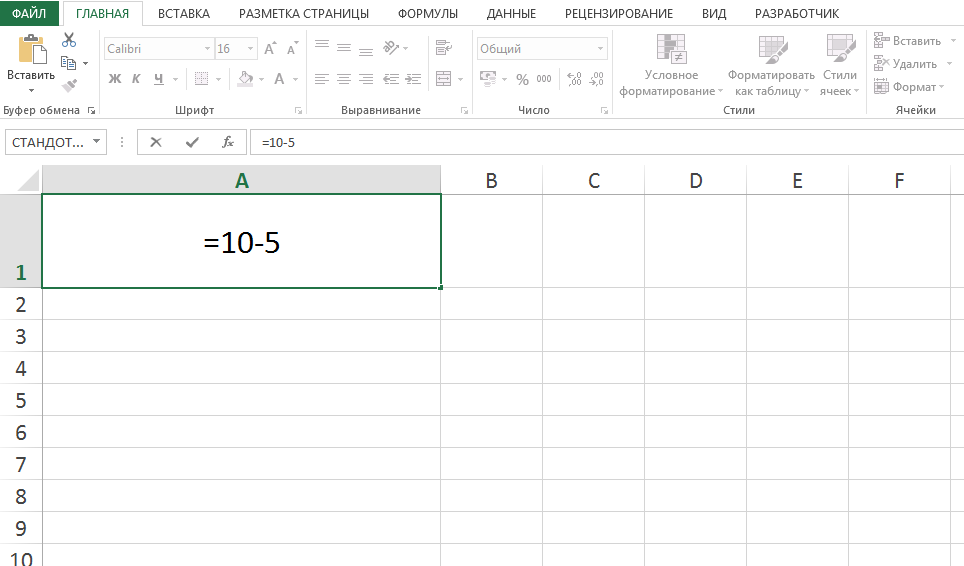 ФАЙЛ ГЛАВНАЯ ВСТАВКА РАЗМЕТКА СТРАНИЦЫ ФОРМУЛЫ ДАННЫЕ РЕЦЕНЗИРОВАНИЕ ВИД РАЗРАБОТЧИК
Вставить
Буфер обмена
Calibri 16 A A
Ж К Ч A
Шрифт
Выравнивание
Общий
% 000 ,00 ,0 ,00 ,0
Число
Условное форматирование
Форматировать как таблицу
Стили ячеек
Стили
Вставить
Удалить
Формат
Ячейки
СТАНДОТ... fx =10-5
A B C D E F
1 =10-5
2
3
4
5
6
7
8
9
10